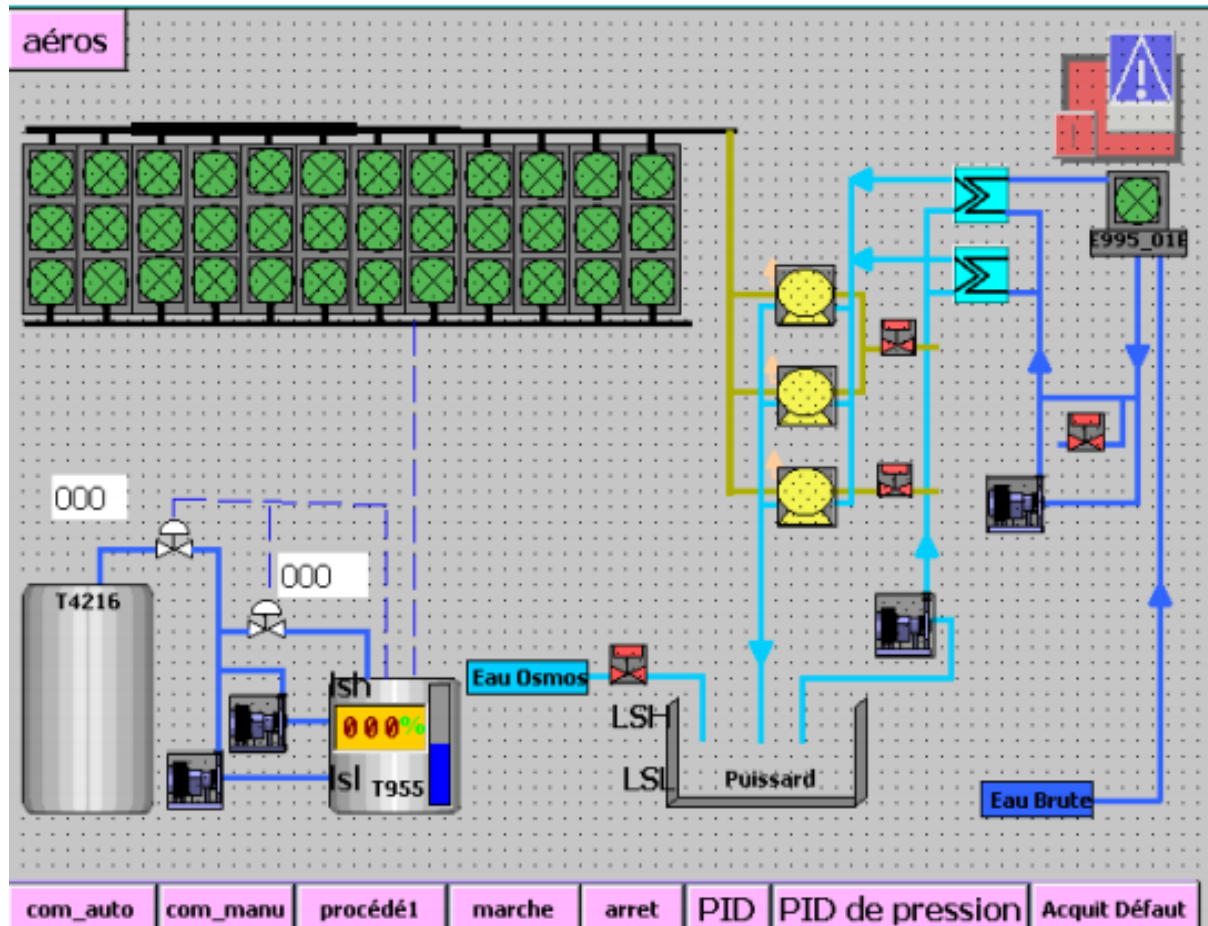 aéros
E995_01E
000
000
T4216
lsh
000%
lsl
T955
Eau Osmos
LSH
LSL
Puissard
Eau Brute
com_auto
com_manu
procédé1
marche
arret
PID
PID de pression
Acquit Défaut